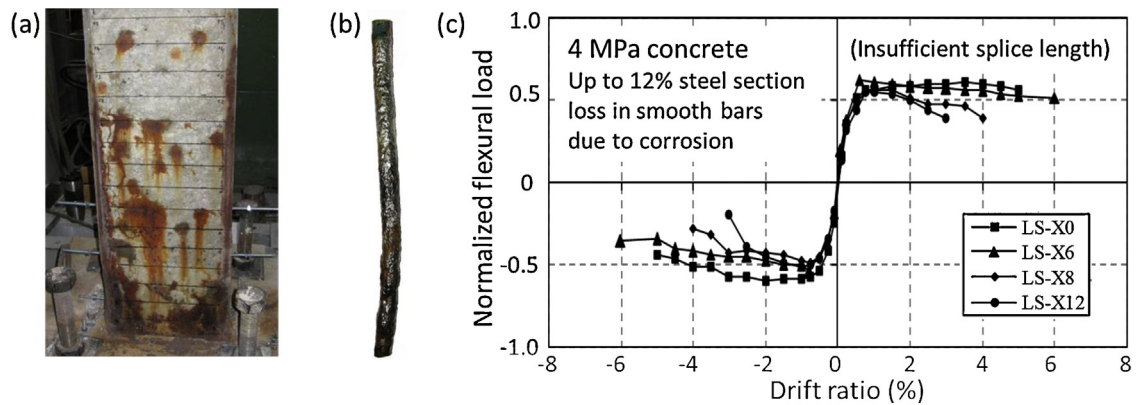 (a)
(b)
(c)
1.0
0.5
0
-0.5
-1.0
Normalized flexural load
4 MPa concrete
Up to 12% steel section
loss in smooth bars
due to corrosion
(Insufficient splice length)
LS-X0
LS-X6
LS-X8
LS-X12
-8 -6 -4 -2 0 2 4 6 8
Drift ratio (%)